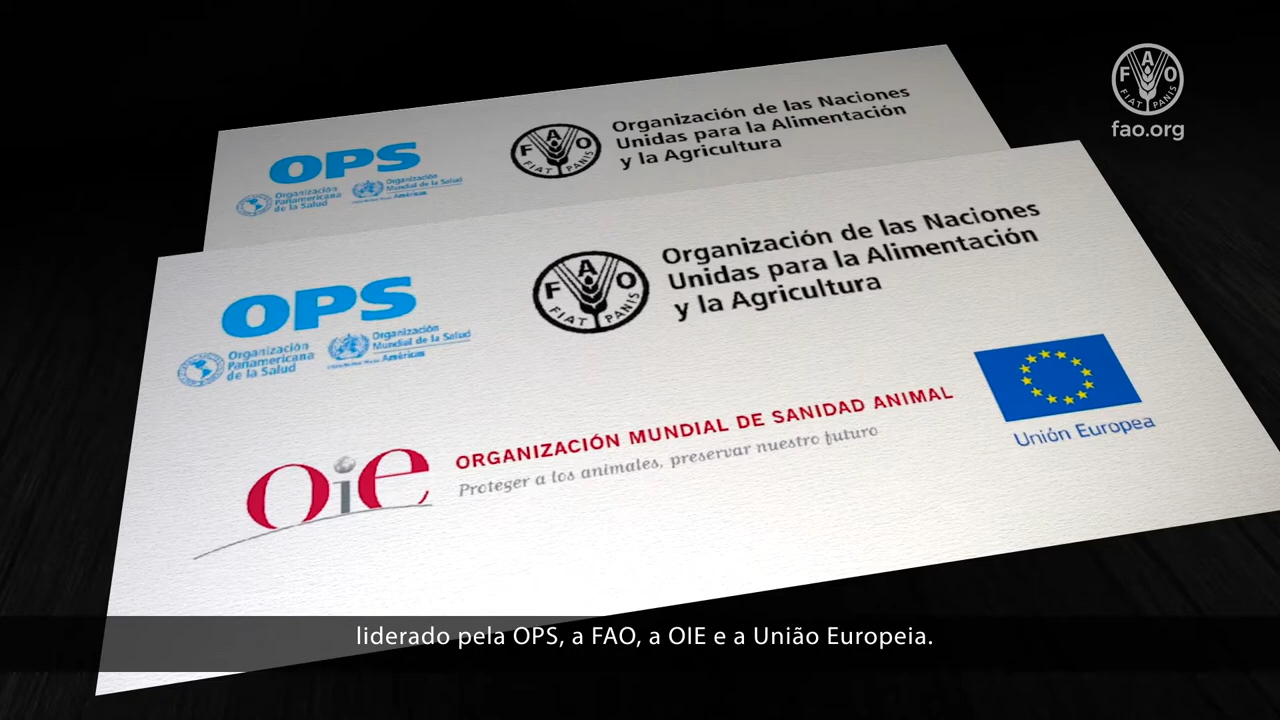 FAO
FIAT PANIS
fao.org
OPS
Organización
Panamericana
de la Salud
Organización
Mundial de la Salud
Américas
FAO
FIAT PANIS
Organización de las Naciones
Unidas para la Alimentación
y la Agricultura
OPS
Organización
Panamericana
de la Salud
Organización
Mundial de la Salud
Américas
FAO
FIAT PANIS
Organización de las Naciones
Unidas para la Alimentación
y la Agricultura
Oie
ORGANIZACIÓN MUNDIAL DE SANIDAD ANIMAL
Proteger a los animales, preservar nuestro futuro
Unión Europea
liderado pela OPS, a FAO, a OIE e a União Europeia.